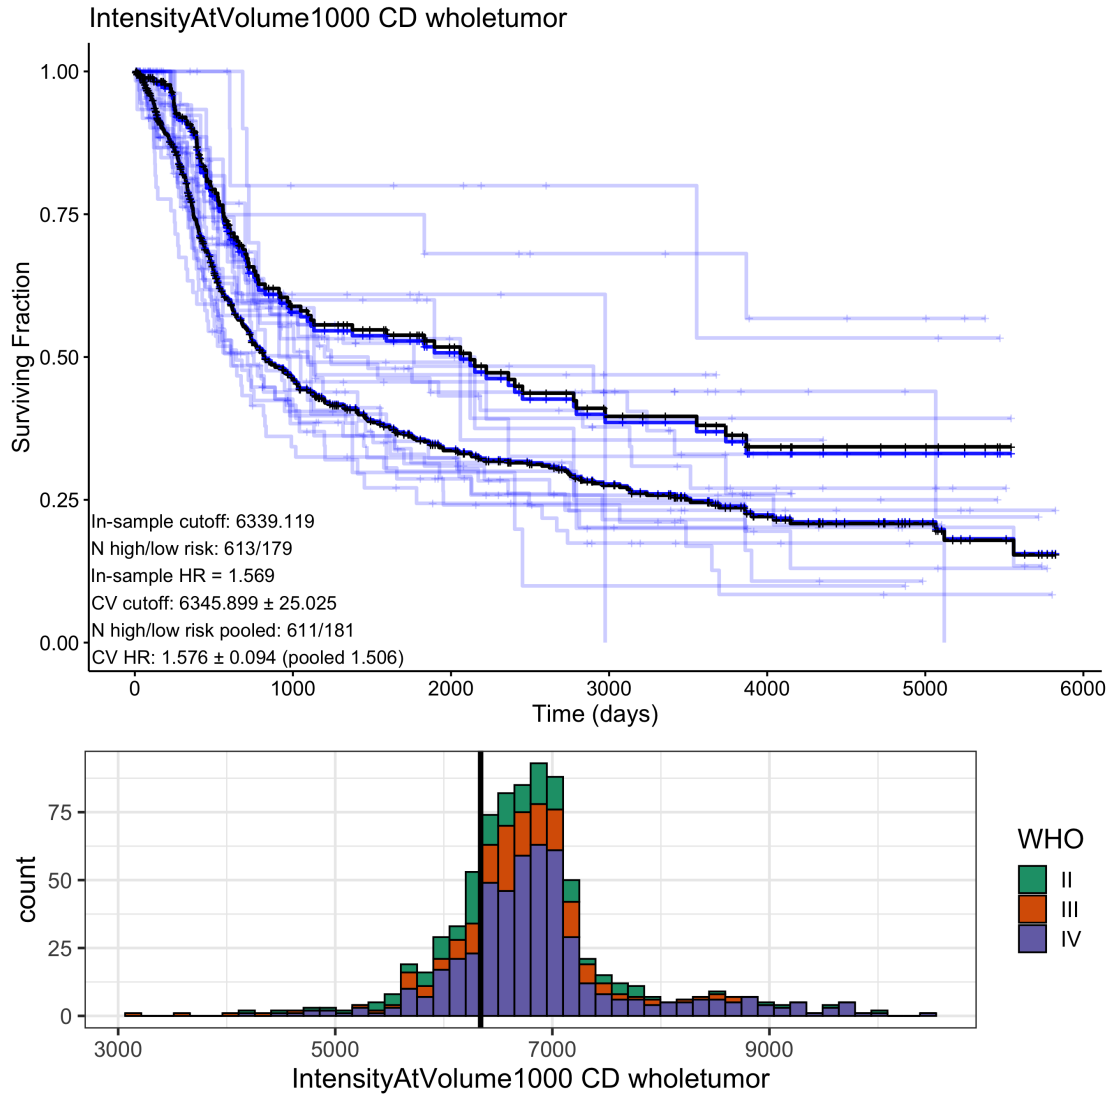 IntensityAtVolume1000 CD wholetumor
1.00
0.75
0.50
0.25
0.00
Surviving Fraction
In-sample cutoff: 6339.119
N high/low risk: 613/179
In-sample HR = 1.569
CV cutoff: 6345.899 ± 25.025
N high/low risk pooled: 611/181
CV HR: 1.576 ± 0.094 (pooled 1.506)
0 1000 2000 3000 4000 5000 6000
Time (days)
75
50
25
0
count
3000 5000 7000 9000
IntensityAtVolume1000 CD wholetumor
WHO
II
III
IV